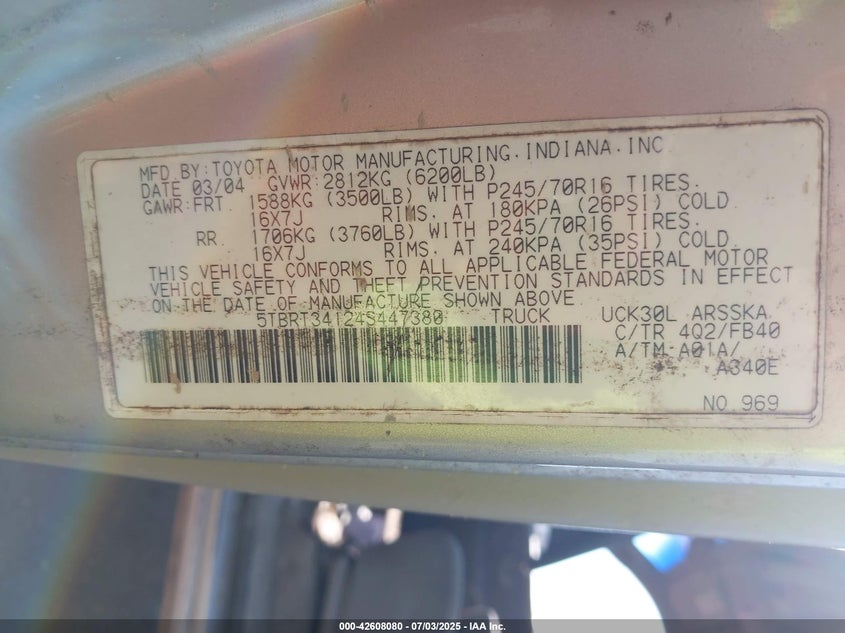 MFD BY: TOYOTA MOTOR MANUFACTURING, INDIANA, INC.
DATE 03/04 GVWR: 2812KG (6200LB)
GAWR: FRT 1588KG (3500LB) WITH P245/70R16 TIRES.
16X7J RIMS. AT 180KPA (26PSI) COLD
RR 1706KG (3760LB) WITH P245/70R16 TIRES.
16X7J RIMS. AT 240KPA (35PSI) COLD.
THIS VEHICLE CONFORMS TO ALL APPLICABLE FEDERAL MOTOR
VEHICLE SAFETY AND THEFT PREVENTION STANDARDS IN EFFECT
ON THE DATE OF MANUFACTURE SHOWN ABOVE.
5TBRT34124S447380 TRUCK UCK30L ARSSKA
C/TR 4Q2/FB40
A/TM A01A/
A340E
NO. 969
000-42608080 - 07/03/2025 - IAA Inc.